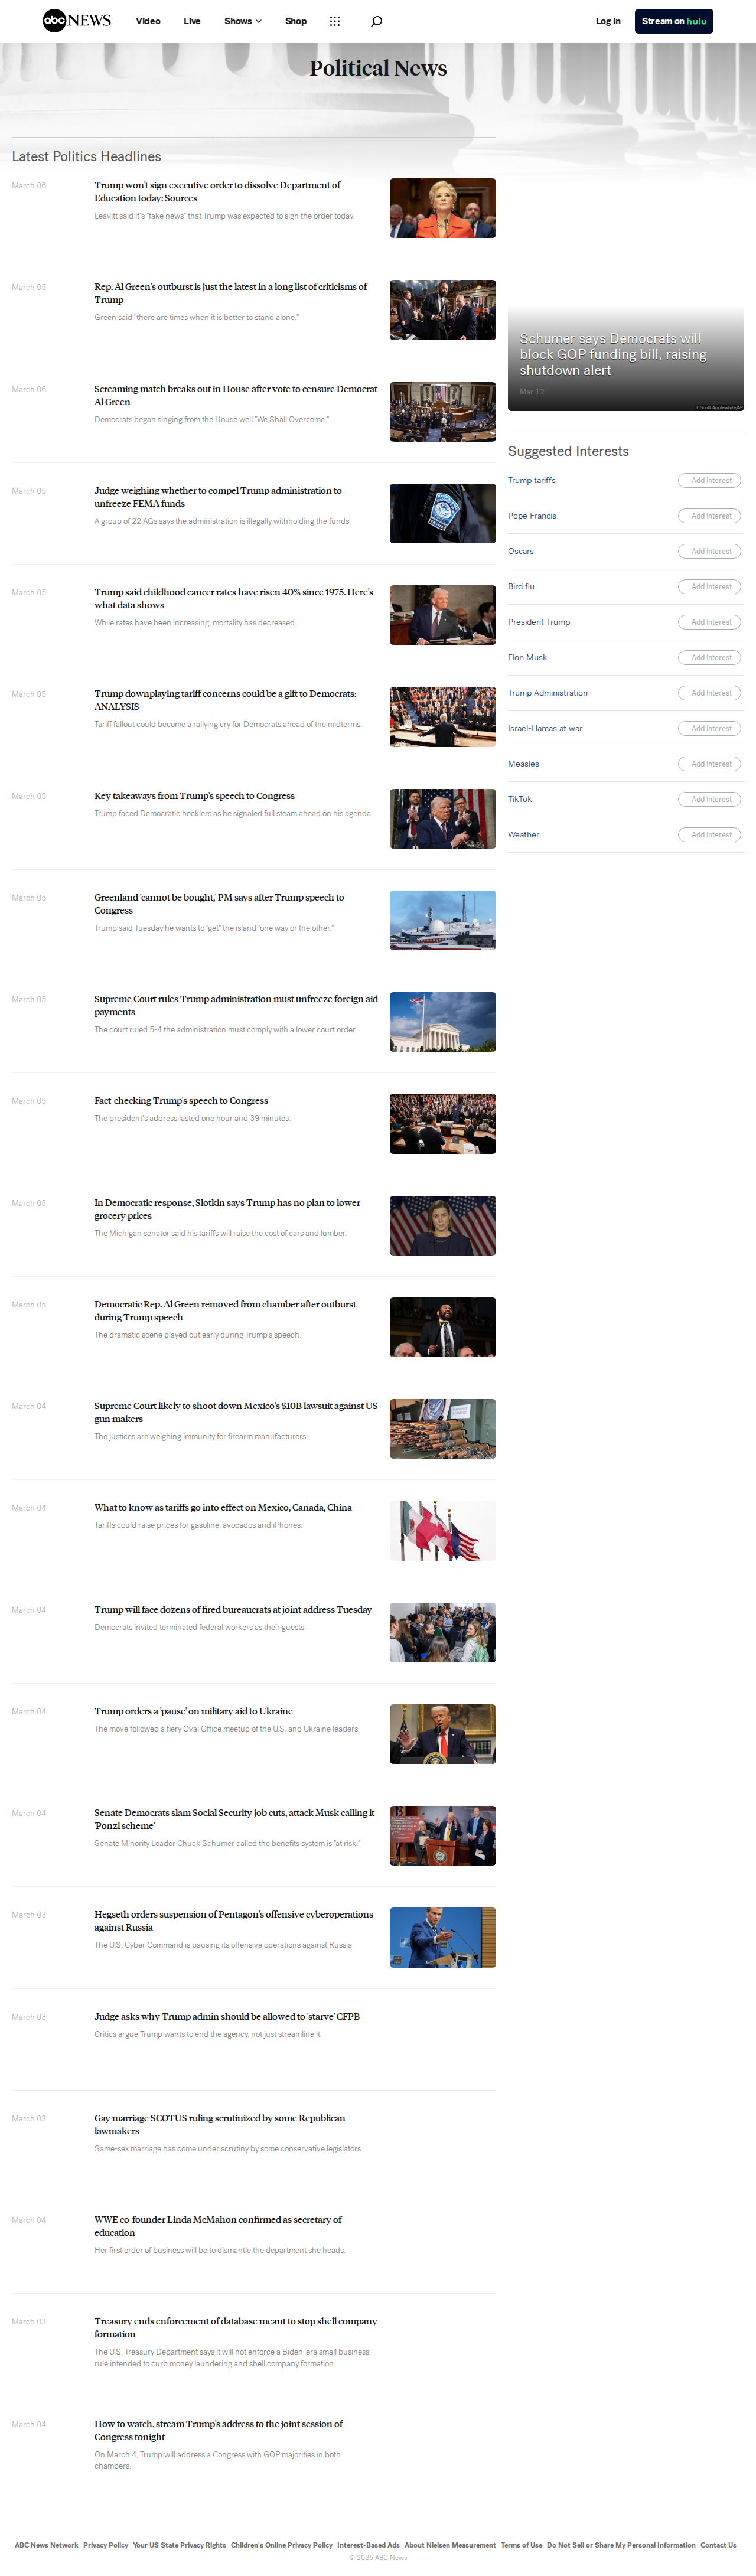 abc NEWS
Video
Live
Shows
Shop
Log In
Stream on hulu
Political News
Latest Politics Headlines
March 06
Trump won't sign executive order to dissolve Department of
Education today: Sources
Leavitt said it's "fake news" that Trump was expected to sign the order today.
March 05
Rep. Al Green's outburst is just the latest in a long list of criticisms of
Trump
Green said "there are times when it is better to stand alone."
March 06
Screaming match breaks out in House after vote to censure Democrat
Al Green
Democrats began singing from the House well "We Shall Overcome."
March 05
Judge weighing whether to compel Trump administration to
unfreeze FEMA funds
A group of 22 AGs says the administration is illegally withholding the funds.
March 05
Trump said childhood cancer rates have risen 40% since 1975. Here's
what data shows
While rates have been increasing, mortality has decreased.
March 05
Trump downplaying tariff concerns could be a gift to Democrats:
ANALYSIS
Tariff fallout could become a rallying cry for Democrats ahead of the midterms.
March 05
Key takeaways from Trump's speech to Congress
Trump faced Democratic hecklers as he signaled full steam ahead on his agenda.
March 05
Greenland 'cannot be bought,' PM says after Trump speech to
Congress
Trump said Tuesday he wants to "get" the island "one way or the other."
March 05
Supreme Court rules Trump administration must unfreeze foreign aid
payments
The court ruled 5-4 the administration must comply with a lower court order.
March 05
Fact-checking Trump's speech to Congress
The president's address lasted one hour and 39 minutes.
March 05
In Democratic response, Slotkin says Trump has no plan to lower
grocery prices
The Michigan senator said his tariffs will raise the cost of cars and lumber.
March 05
Democratic Rep. Al Green removed from chamber after outburst
during Trump speech
The dramatic scene played out early during Trump's speech.
March 04
Supreme Court likely to shoot down Mexico's $10B lawsuit against US
gun makers
The justices are weighing immunity for firearm manufacturers.
March 04
What to know as tariffs go into effect on Mexico, Canada, China
Tariffs could raise prices for gasoline, avocados and iPhones.
March 04
Trump will face dozens of fired bureaucrats at joint address Tuesday
Democrats invited terminated federal workers as their guests.
March 04
Trump orders a 'pause' on military aid to Ukraine
The move followed a fiery Oval Office meetup of the U.S. and Ukraine leaders.
March 04
Senate Democrats slam Social Security job cuts, attack Musk calling it
'Ponzi scheme'
Senate Minority Leader Chuck Schumer called the benefits system is "at risk."
March 03
Hegseth orders suspension of Pentagon's offensive cyberoperations
against Russia
The U.S. Cyber Command is pausing its offensive operations against Russia
March 03
Judge asks why Trump admin should be allowed to 'starve' CFPB
Critics argue Trump wants to end the agency, not just streamline it.
March 03
Gay marriage SCOTUS ruling scrutinized by some Republican
lawmakers
Same-sex marriage has come under scrutiny by some conservative legislators.
March 04
WWE co-founder Linda McMahon confirmed as secretary of
education
Her first order of business will be to dismantle the department she heads.
March 03
Treasury ends enforcement of database meant to stop shell company
formation
The U.S. Treasury Department says it will not enforce a Biden-era small business
rule intended to curb money laundering and shell company formation
March 04
How to watch, stream Trump's address to the joint session of
Congress tonight
On March 4, Trump will address a Congress with GOP majorities in both
chambers.
Schumer says Democrats will
block GOP funding bill, raising
shutdown alert
Mar 12
J. Scott Applewhite/AP
Suggested Interests
Trump tariffs
Add Interest
Pope Francis
Add Interest
Oscars
Add Interest
Bird flu
Add Interest
President Trump
Add Interest
Elon Musk
Add Interest
Trump Administration
Add Interest
Israel-Hamas at war
Add Interest
Measles
Add Interest
TikTok
Add Interest
Weather
Add Interest
ABC News Network
Privacy Policy
Your US State Privacy Rights
Children's Online Privacy Policy
Interest-Based Ads
About Nielsen Measurement
Terms of Use
Do Not Sell or Share My Personal Information
Contact Us
© 2025 ABC News